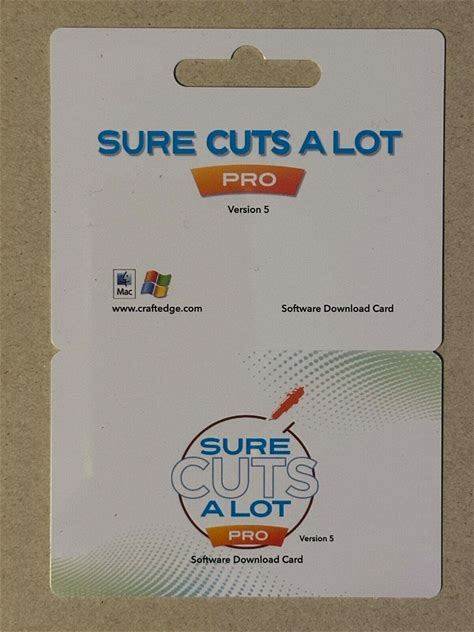 SURE CUTS A LOT
PRO
Version 5
Mac
www.craftedge.com Software Download Card
SURE
CUTS
A LOT
PRO
Version 5
Software Download Card